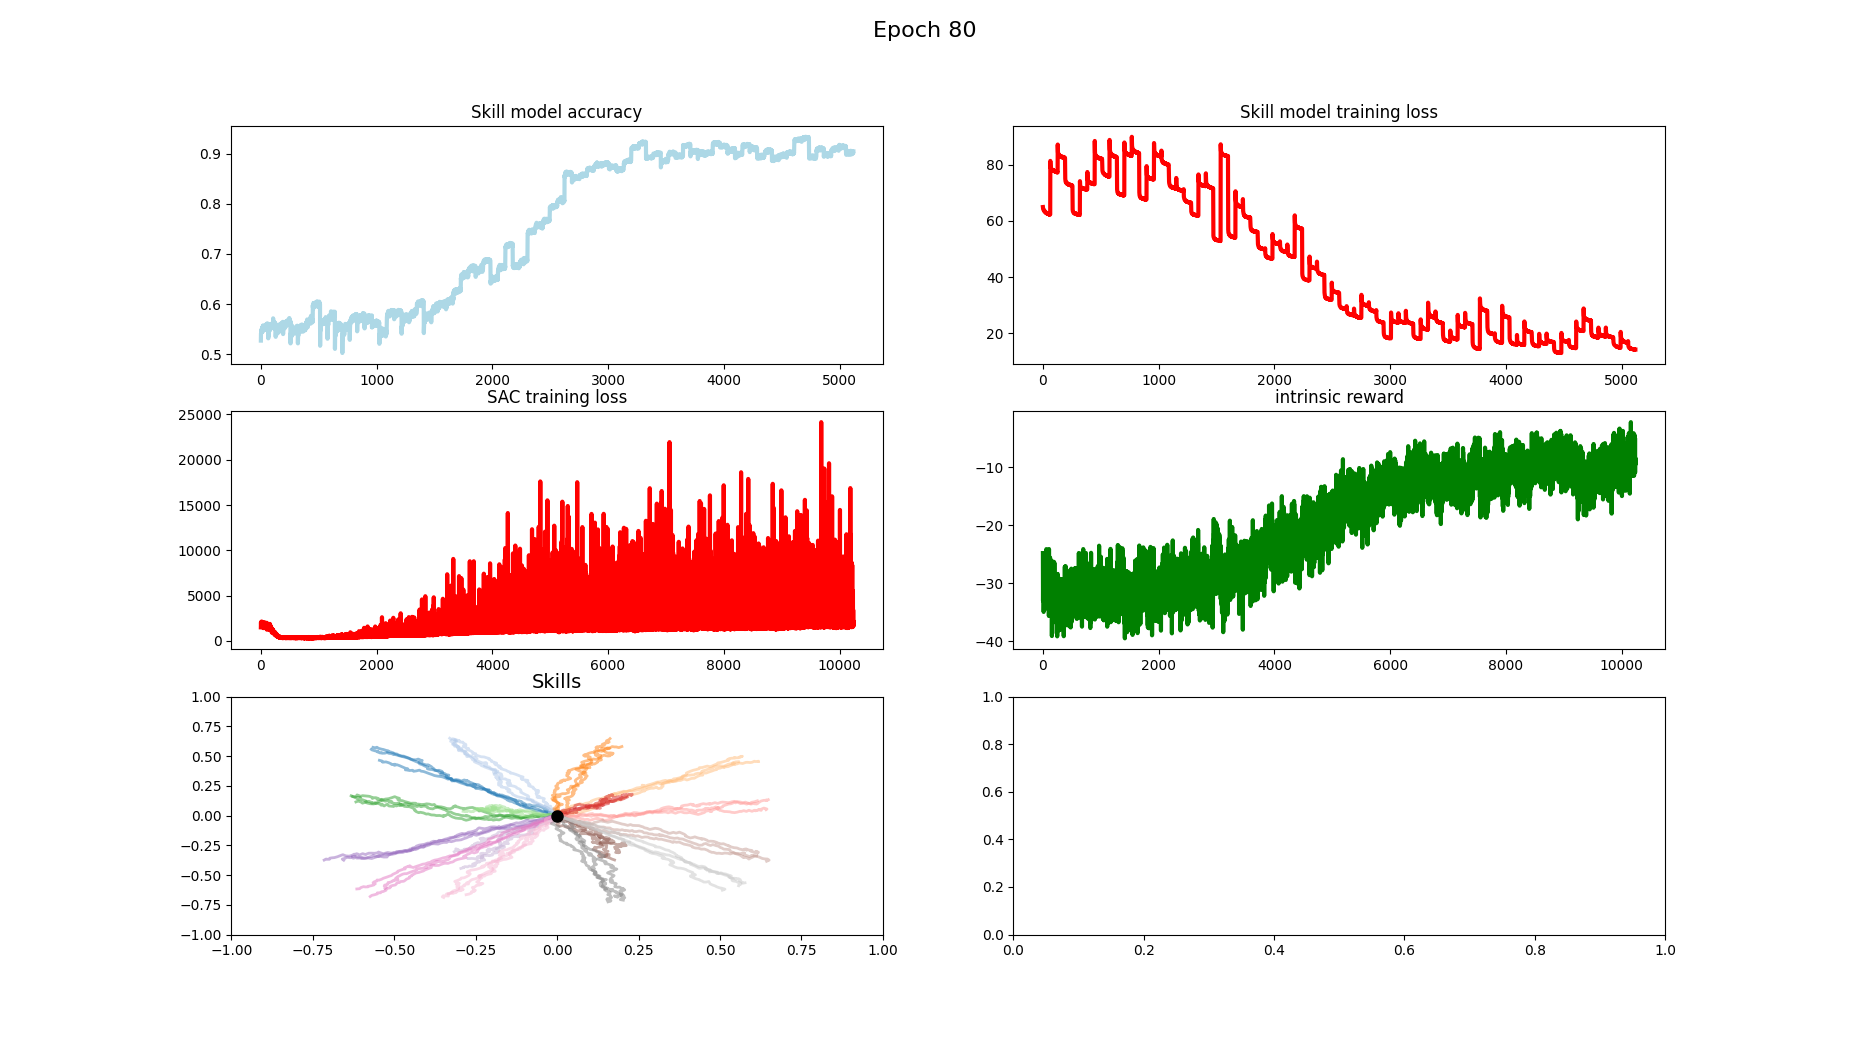 Epoch 80
Skill model accuracy
0.9
0.8
0.7
0.6
0.5
0 1000 2000 3000 4000 5000
Skill model training loss
80
60
40
20
0 1000 2000 3000 4000 5000
SAC training loss
25000
20000
15000
10000
5000
0
0 2000 4000 6000 8000 10000
intrinsic reward
−10
−20
−30
−40
0 2000 4000 6000 8000 10000
Skills
1.00
0.75
0.50
0.25
0.00
−0.25
−0.50
−0.75
−1.00
−1.00 −0.75 −0.50 −0.25 0.00 0.25 0.50 0.75 1.00
1.0
0.8
0.6
0.4
0.2
0.0
0.0 0.2 0.4 0.6 0.8 1.0